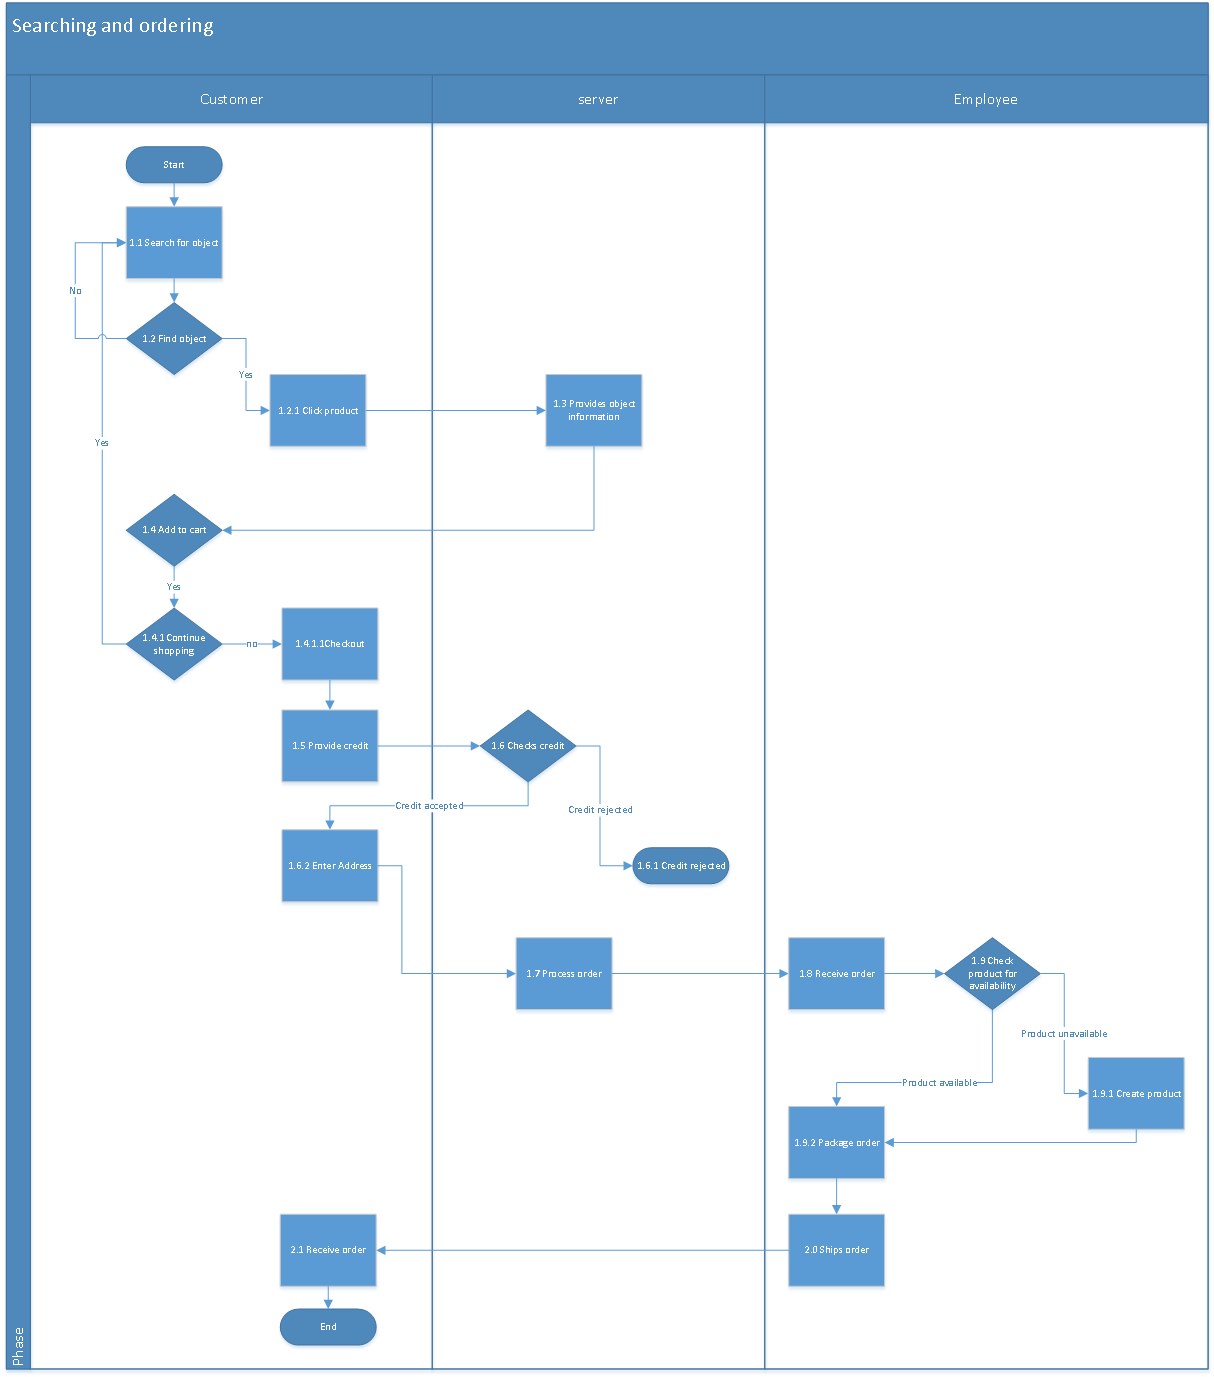 Searching and ordering
Customer
server
Employee
Start
1.1 Search for object
No
1.2 Find object
Yes
1.2.1 Click product
1.3 Provides object
information
Yes
1.4 Add to cart
Yes
1.4.1 Continue
shopping
no
1.4.1.1Checkout
1.5 Provide credit
1.6 Checks credit
Credit accepted
Credit rejected
1.6.2 Enter Address
1.6.1 Credit rejected
1.7 Process order
1.8 Receive order
1.9 Check
product for
availability
Product unavailable
Product available
1.9.1 Create product
1.9.2 Package order
2.1 Receive order
2.0 Ships order
End
Phase